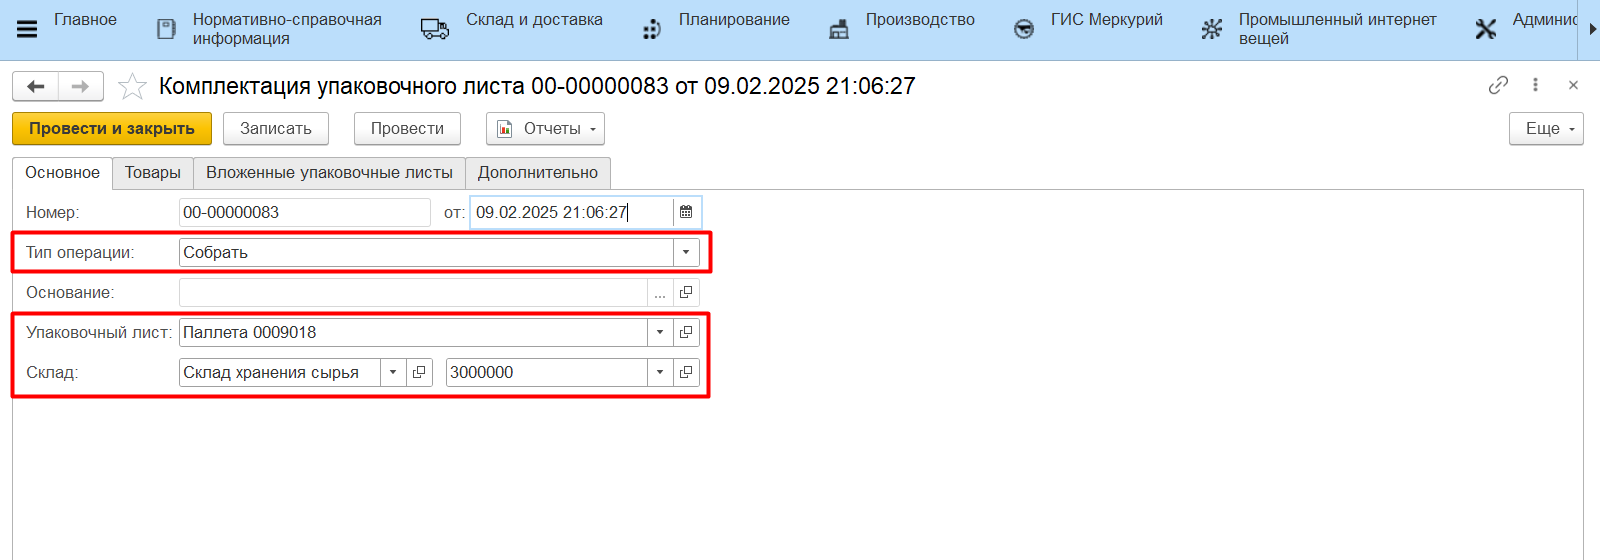 Главное
Нормативно-справочная
информация
Склад и доставка
Планирование
Производство
ГИС Меркурий
Промышленный интернет
вещей
Админис
Комплектация упаковочного листа 00-00000083 от 09.02.2025 21:06:27
Провести и закрыть
Записать
Провести
Отчеты
Еще
Основное
Товары
Вложенные упаковочные листы
Дополнительно
Номер: 00-00000083 от: 09.02.2025 21:06:27
Тип операции: Собрать
Основание: ...
Упаковочный лист: Паллета 0009018
Склад: Склад хранения сырья 3000000